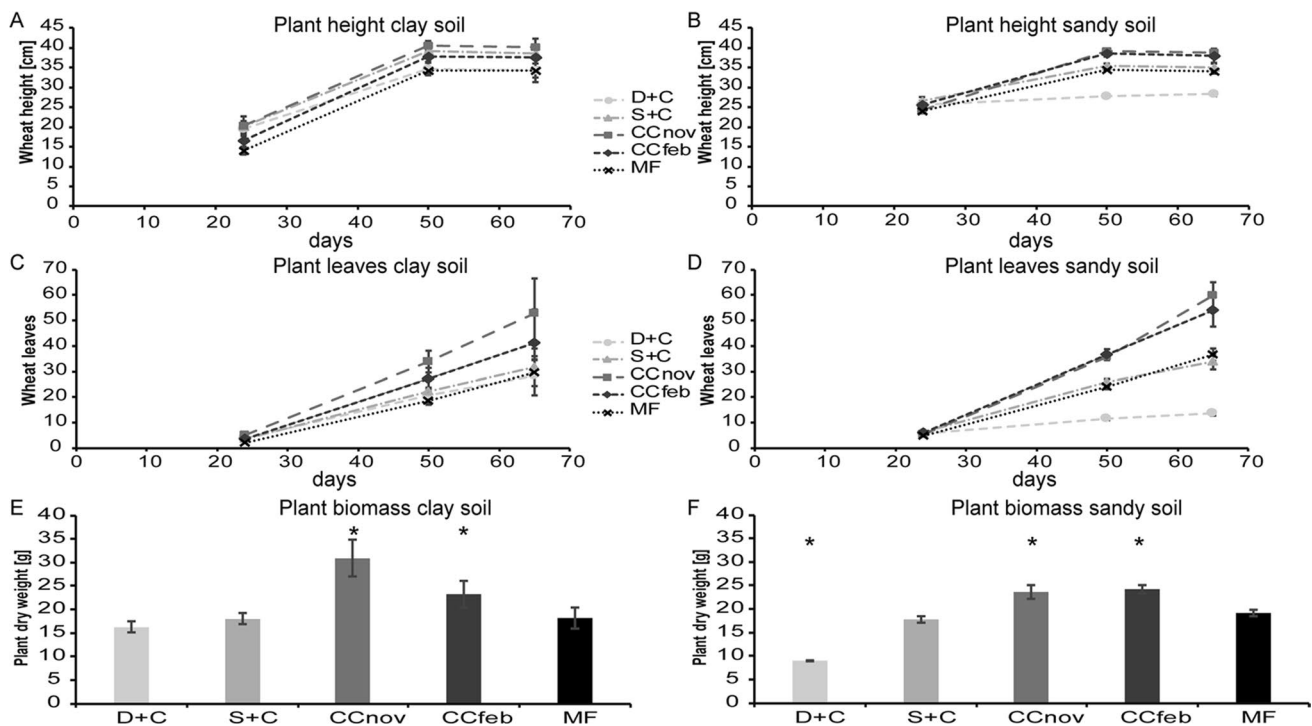 A
Plant height clay soil
Wheat height [cm]
45
40
35
30
25
20
15
10
5
0
0 10 20 30 40 50 60 70
days
D+C
S+C
CCnov
CCfeb
MF
B
Plant height sandy soil
Wheat height [cm]
45
40
35
30
25
20
15
10
5
0
0 10 20 30 40 50 60 70
days
C
Plant leaves clay soil
Wheat leaves
70
60
50
40
30
20
10
0
0 10 20 30 40 50 60 70
days
D+C
S+C
CCnov
CCfeb
MF
D
Plant leaves sandy soil
Wheat leaves
70
60
50
40
30
20
10
0
0 10 20 30 40 50 60 70
days
E
Plant biomass clay soil
Plant dry weight [g]
40
35
30
25
20
15
10
5
0
* *
D+C S+C CCnov CCfeb MF
F
Plant biomass sandy soil
Plant dry weight [g]
40
35
30
25
20
15
10
5
0
* * *
D+C S+C CCnov CCfeb MF